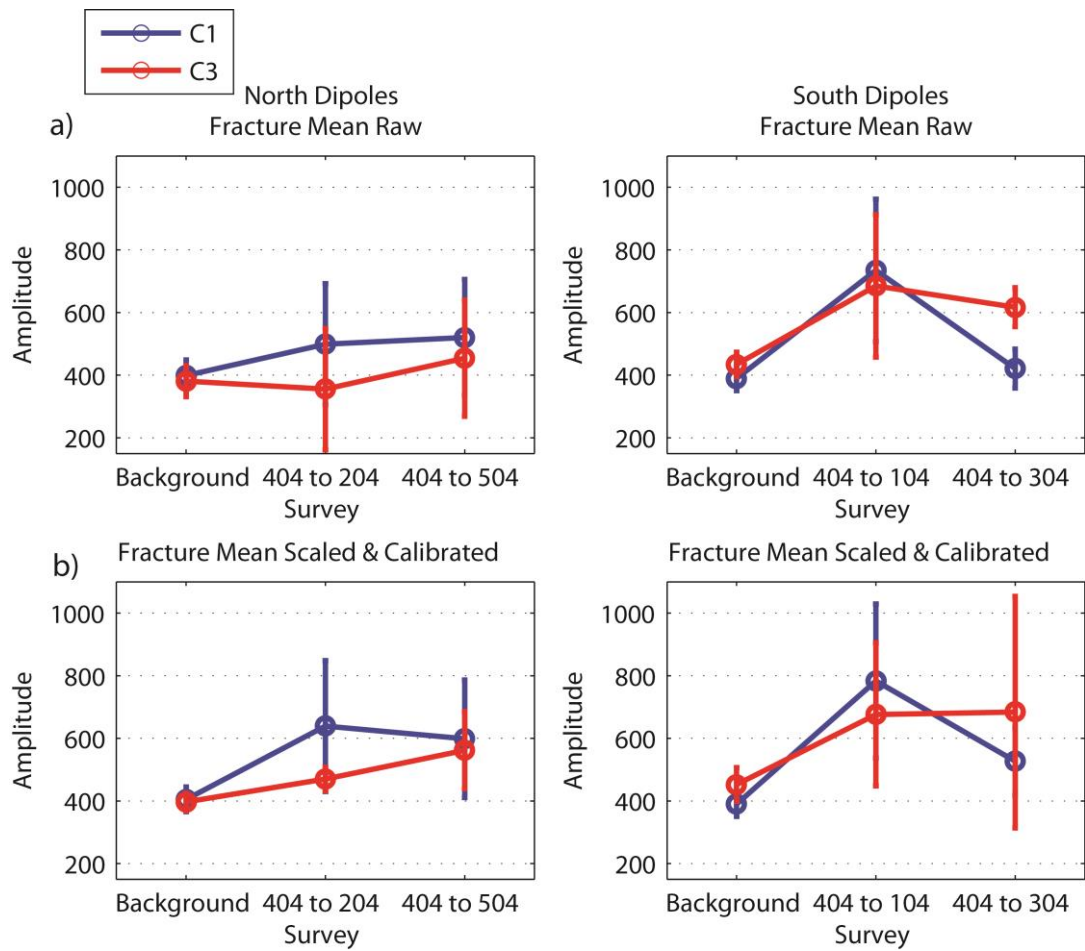 C1
C3
a)
North Dipoles
Fracture Mean Raw
1000
800
600
400
200
Amplitude
Background 404 to 204 404 to 504
Survey
South Dipoles
Fracture Mean Raw
1000
800
600
400
200
Amplitude
Background 404 to 104 404 to 304
Survey
b)
Fracture Mean Scaled & Calibrated
1000
800
600
400
200
Amplitude
Background 404 to 204 404 to 504
Survey
Fracture Mean Scaled & Calibrated
1000
800
600
400
200
Amplitude
Background 404 to 104 404 to 304
Survey